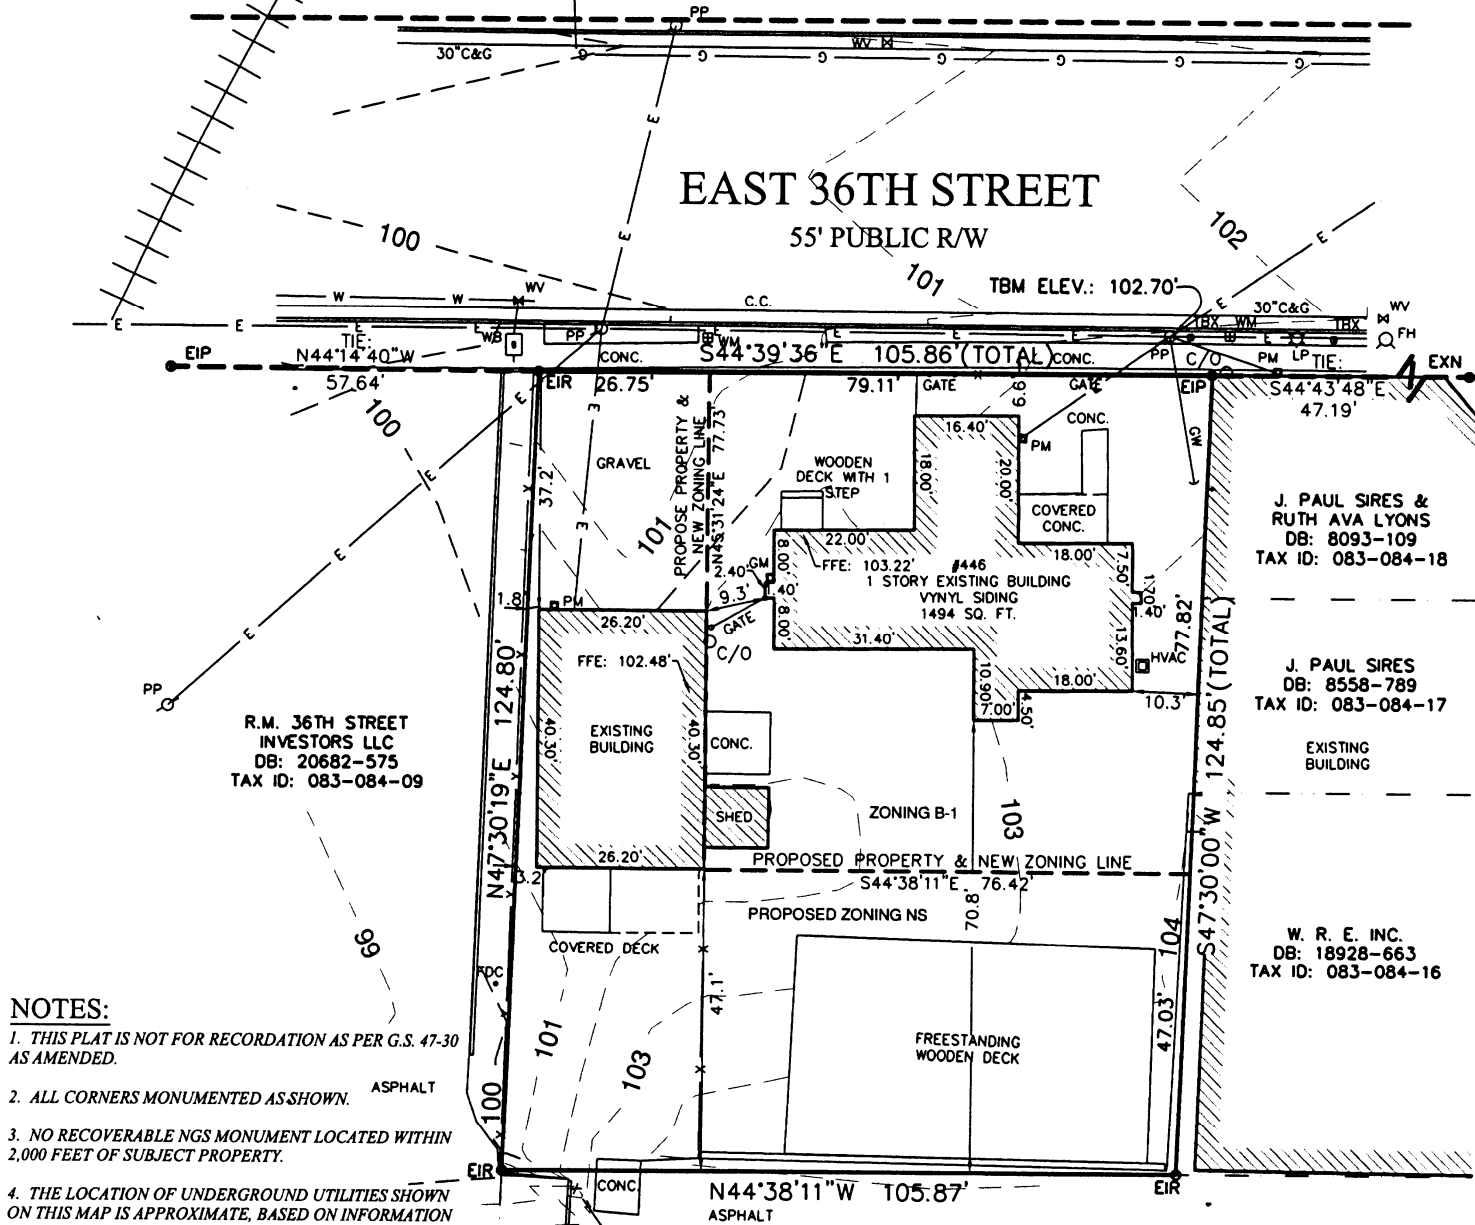 PP
30"C&G
WV
G G G G G G G
E
EAST 36TH STREET
55' PUBLIC R/W
100
101
102
E
E
TBM ELEV.: 102.70'
WV
W W
C.C.
30"C&G
WV
E E E E E E E
WB
PP
WM
TBX WM TBX
FH
TIE:
N44°14'40"W
57.64'
EIP
CONC.
S44°39'36"E 105.86'(TOTAL)
CONC.
PP
C/O
PM
LP
TIE:
S44°43'48"E
47.19'
EXN
EIR
26.75'
79.11'
GATE
9.9'
GATE
EIP
100
E
E
GRAVEL
37.2'
101
PROPOSE PROPERTY &
NEW ZONING LINE
N45°31'24"E 77.73'
WOODEN
DECK WITH 1
STEP
16.40'
18.00'
20.00'
PM
CONC.
COVERED
CONC.
GW
22.00'
18.00'
8.00'
7.50'
FFE: 103.22'
#446
1 STORY EXISTING BUILDING
VYNYL SIDING
1494 SQ. FT.
2.40'
GM
.40'
9.3'
8.00'
GATE
C/O
1.70'
1.40'
13.60'
31.40'
10.90'
18.00'
7.00'
4.50'
HVAC
10.3'
77.82'
S47°30'00"W 124.85'(TOTAL)
J. PAUL SIRES &
RUTH AVA LYONS
DB: 8093-109
TAX ID: 083-084-18
J. PAUL SIRES
DB: 8558-789
TAX ID: 083-084-17
EXISTING
BUILDING
W. R. E. INC.
DB: 18928-663
TAX ID: 083-084-16
E
E
PP
1.8'
PM
26.20'
FFE: 102.48'
40.30'
40.30'
EXISTING
BUILDING
26.20'
CONC.
SHED
N47°30'19"E 124.80'
R.M. 36TH STREET
INVESTORS LLC
DB: 20682-575
TAX ID: 083-084-09
ZONING B-1
103
PROPOSED PROPERTY & NEW ZONING LINE
S44°38'11"E 76.42'
PROPOSED ZONING NS
70.8'
3.2'
COVERED DECK
FDC
47.1'
104
47.03'
FREESTANDING
WOODEN DECK
99
101
103
100
ASPHALT
EIR
CONC.
N44°38'11"W 105.87'
ASPHALT
EIR
NOTES:
1. THIS PLAT IS NOT FOR RECORDATION AS PER G.S. 47-30
AS AMENDED.
2. ALL CORNERS MONUMENTED AS SHOWN.
3. NO RECOVERABLE NGS MONUMENT LOCATED WITHIN
2,000 FEET OF SUBJECT PROPERTY.
4. THE LOCATION OF UNDERGROUND UTILITIES SHOWN
ON THIS MAP IS APPROXIMATE, BASED ON INFORMATION